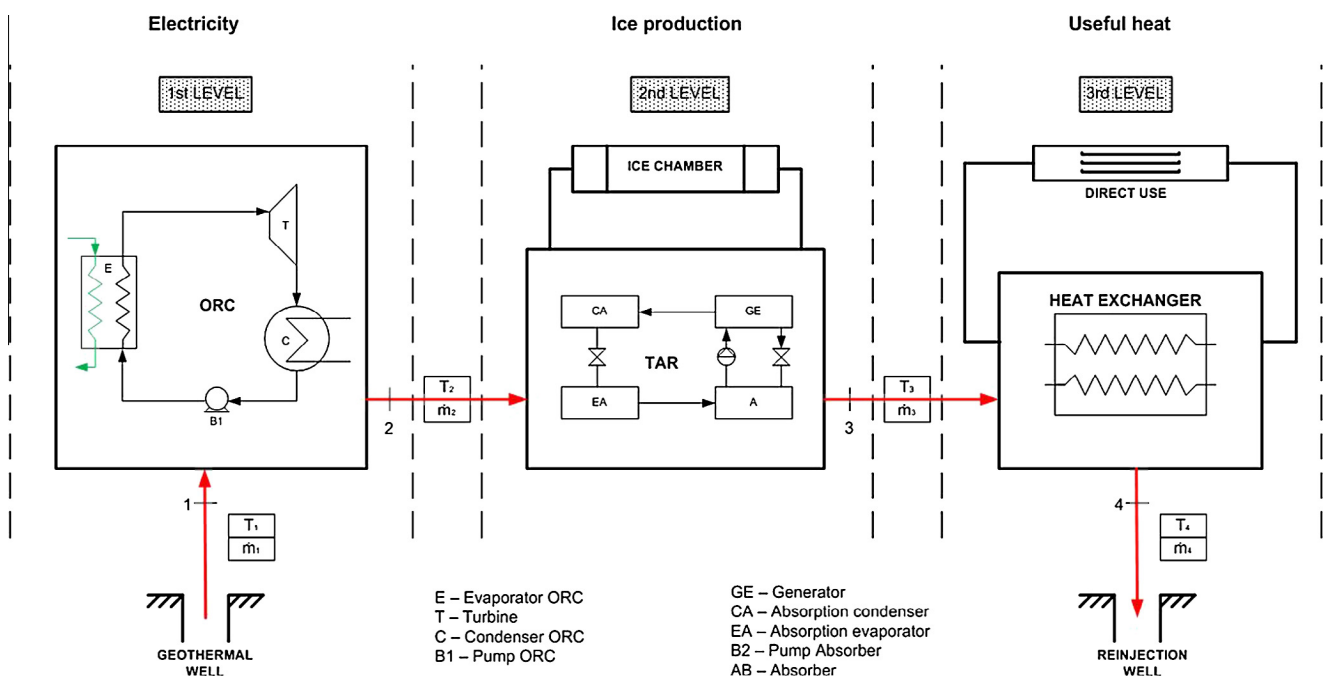 Electricity
Ice production
Useful heat
1st LEVEL
2nd LEVEL
3rd LEVEL
ICE CHAMBER
DIRECT USE
T
E
ORC
C
B1
CA
GE
TAR
EA
A
HEAT EXCHANGER
T₂
ṁ₂
2
T₃
ṁ₃
3
1
T₁
ṁ₁
4
T₄
ṁ₄
GEOTHERMAL
WELL
E – Evaporator ORC
T – Turbine
C – Condenser ORC
B1 – Pump ORC
GE – Generator
CA – Absorption condenser
EA – Absorption evaporator
B2 – Pump Absorber
AB – Absorber
REINJECTION
WELL